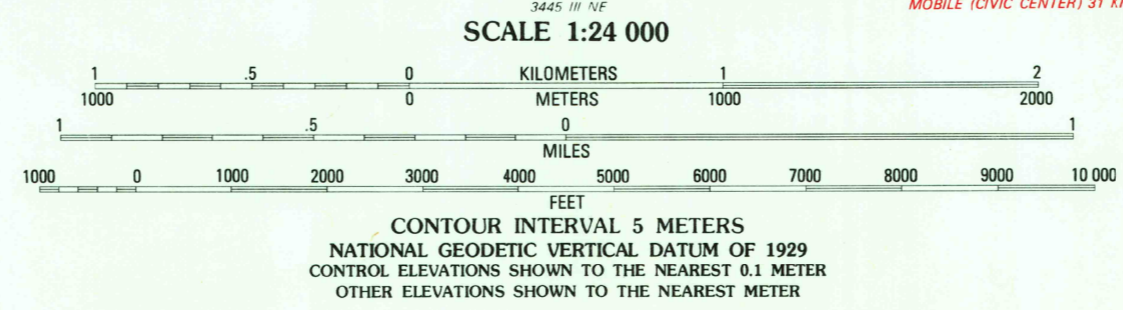 3445 III NE
MOBILE (CIVIC CENTER) 31
SCALE 1:24 000
1 .5 0 KILOMETERS 1 2
1000 0 METERS 1000 2000
1 .5 0 1
MILES
1000 0 1000 2000 3000 4000 5000 6000 7000 8000 9000 10 000
FEET
CONTOUR INTERVAL 5 METERS
NATIONAL GEODETIC VERTICAL DATUM OF 1929
CONTROL ELEVATIONS SHOWN TO THE NEAREST 0.1 METER
OTHER ELEVATIONS SHOWN TO THE NEAREST METER